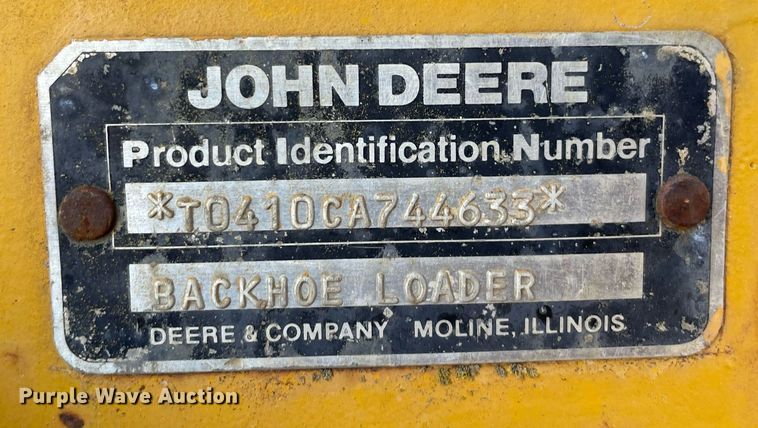 JOHN DEERE
Product Identification Number
*T0410CA744633*
BACKHOE LOADER
DEERE & COMPANY MOLINE, ILLINOIS
Purple Wave Auction